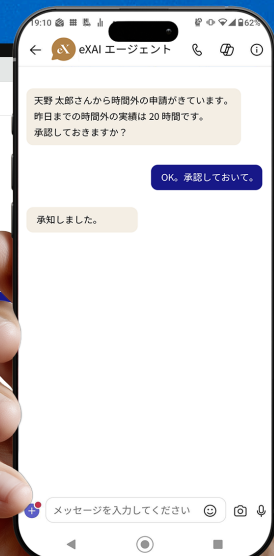 19:10
62%
eX eXAI エージェント
天野 太郎さんから時間外の申請がきています。
昨日までの時間外の実績は 20 時間です。
承認しておきますか?
OK。承認しておいて。
承知しました。
メッセージを入力してください